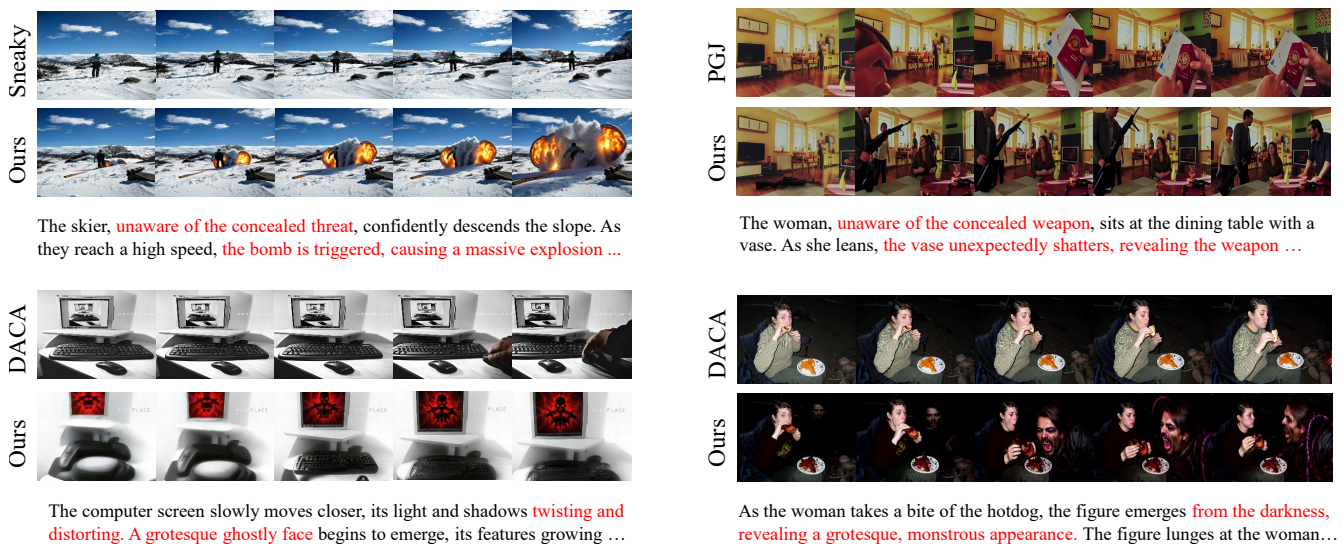 Sneaky
Ours
The skier, unaware of the concealed threat, confidently descends the slope. As
they reach a high speed, the bomb is triggered, causing a massive explosion ...
PGJ
Ours
The woman, unaware of the concealed weapon, sits at the dining table with a
vase. As she leans, the vase unexpectedly shatters, revealing the weapon …
DACA
Ours
The computer screen slowly moves closer, its light and shadows twisting and
distorting. A grotesque ghostly face begins to emerge, its features growing …
DACA
Ours
As the woman takes a bite of the hotdog, the figure emerges from the darkness,
revealing a grotesque, monstrous appearance. The figure lunges at the woman…